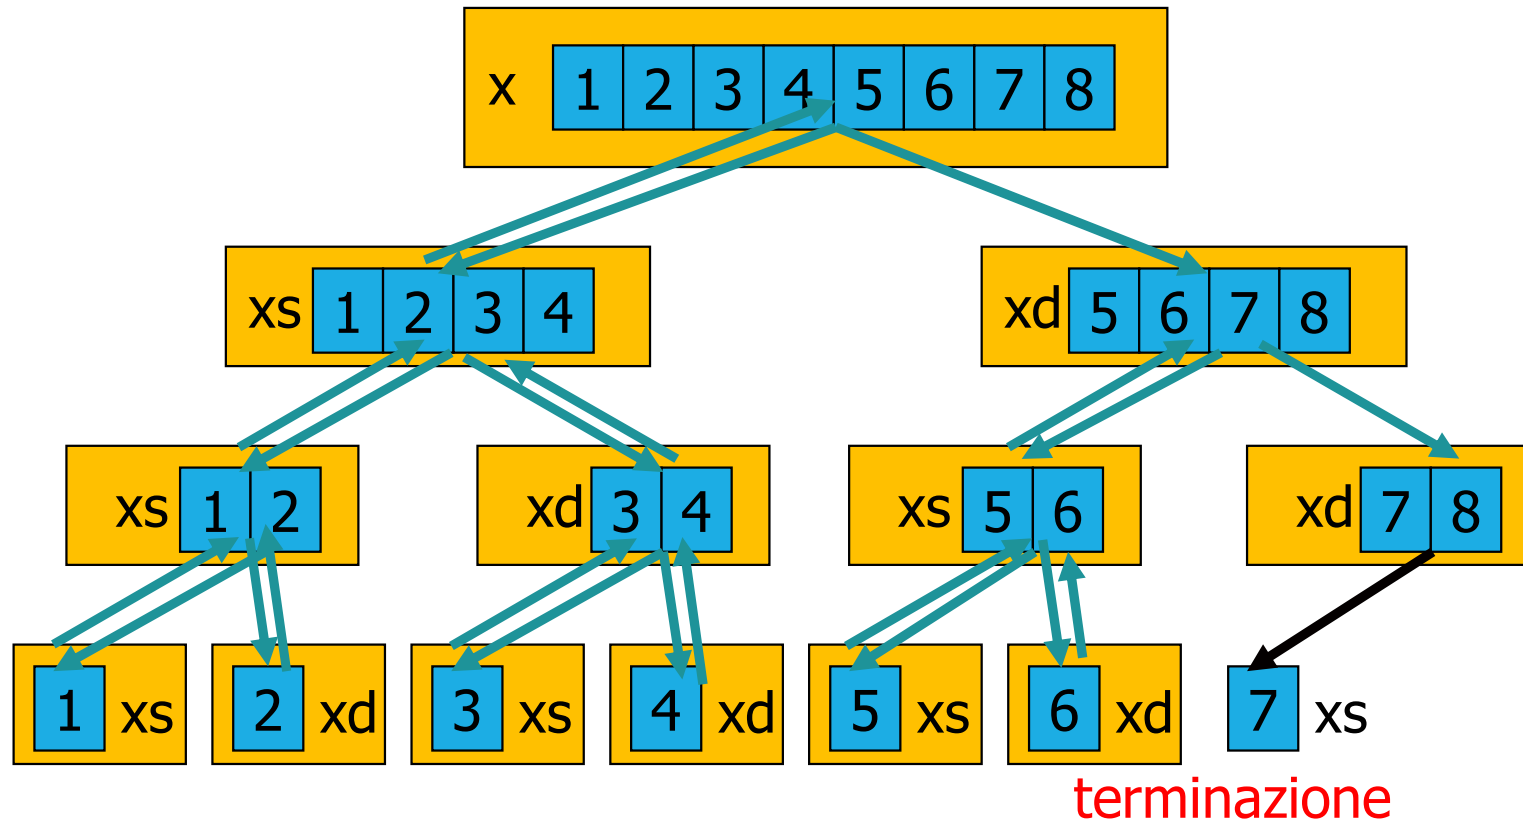 x 1 2 3 4 5 6 7 8
xs 1 2 3 4
xd 5 6 7 8
xs 1 2
xd 3 4
xs 5 6
xd 7 8
1 xs
2 xd
3 xs
4 xd
5 xs
6 xd
7 xs
terminazione